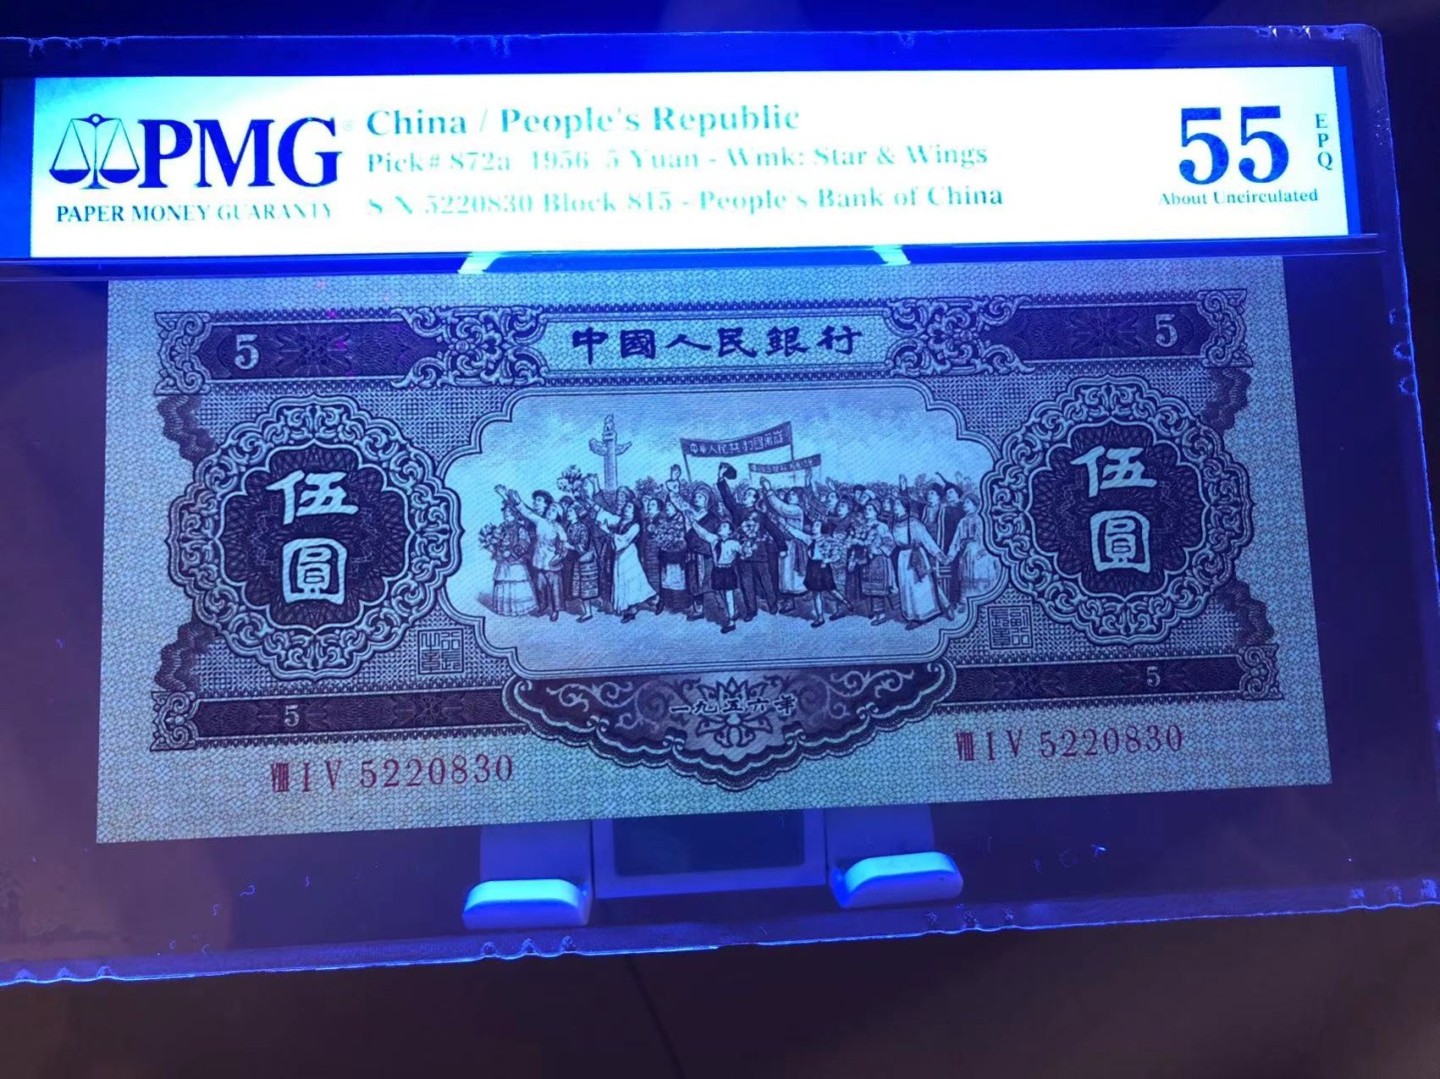 PMG
PAPER MONEY GUARANTY
China / People's Republic
Pick# 872a 1956 5 Yuan - Wmk: Star & Wings
S/N 5220830 Block 815 - People's Bank of China
55
EPQ
About Uncirculated
5
中國人民銀行
5
伍圓
伍圓
5
一九五六年
5
VIII I V 5220830
VIII I V 5220830